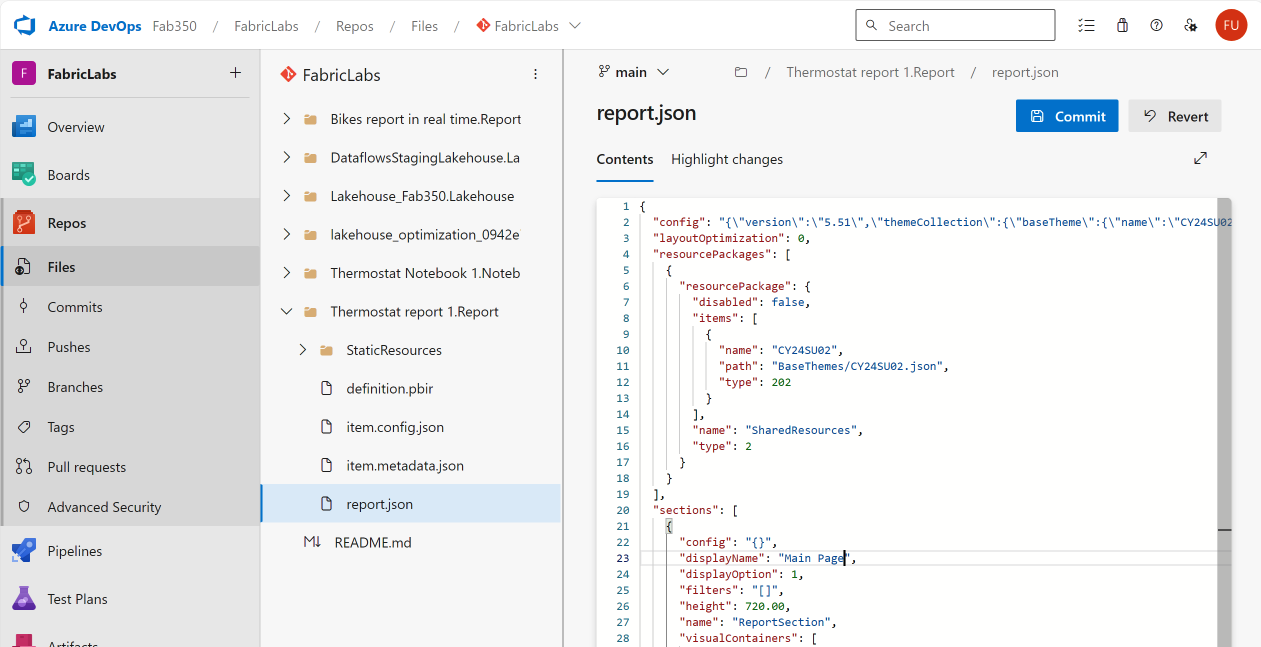 Azure DevOps Fab350 / FabricLabs / Repos / Files / FabricLabs
Search
FU
F FabricLabs +
Overview
Boards
Repos
Files
Commits
Pushes
Branches
Tags
Pull requests
Advanced Security
Pipelines
Test Plans
Artifacts
FabricLabs
Bikes report in real time.Report
DataflowsStagingLakehouse.La
Lakehouse_Fab350.Lakehouse
lakehouse_optimization_0942e
Thermostat Notebook 1.Noteb
Thermostat report 1.Report
StaticResources
definition.pbir
item.config.json
item.metadata.json
report.json
M↓ README.md
main / Thermostat report 1.Report / report.json
report.json
Commit
Revert
Contents Highlight changes
1 {
2 "config": "{\"version\":\"5.51\",\"themeCollection\":{\"baseTheme\":{\"name\":\"CY24SU02
3 "layoutOptimization": 0,
4 "resourcePackages": [
5 {
6 "resourcePackage": {
7 "disabled": false,
8 "items": [
9 {
10 "name": "CY24SU02",
11 "path": "BaseThemes/CY24SU02.json",
12 "type": 202
13 }
14 ],
15 "name": "SharedResources",
16 "type": 2
17 }
18 }
19 ],
20 "sections": [
21 {
22 "config": "{}",
23 "displayName": "Main Page",
24 "displayOption": 1,
25 "filters": "[]",
26 "height": 720.00,
27 "name": "ReportSection",
28 "visualContainers": [